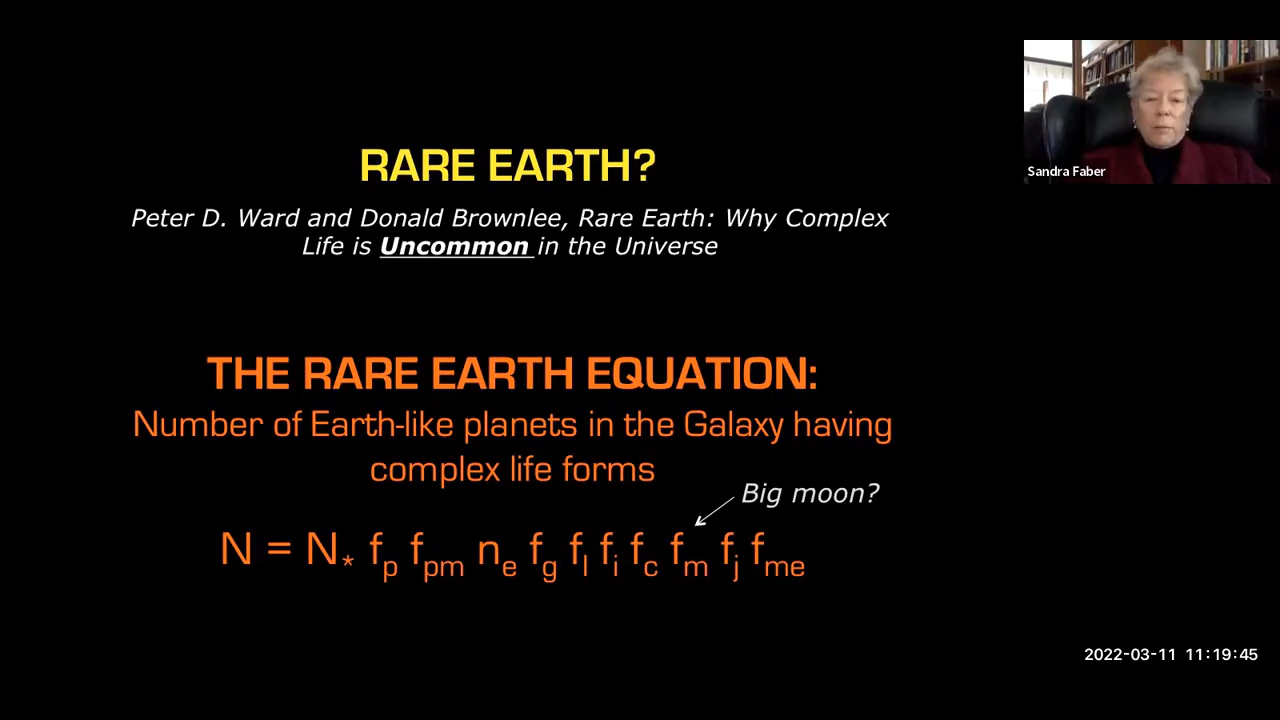 RARE EARTH?
Peter D. Ward and Donald Brownlee, Rare Earth: Why Complex
Life is Uncommon in the Universe
THE RARE EARTH EQUATION:
Number of Earth-like planets in the Galaxy having
complex life forms
Big moon?
N = N* fp fpm ne fg fl fi fc fm fj fme
Sandra Faber
2022-03-11 11:19:45